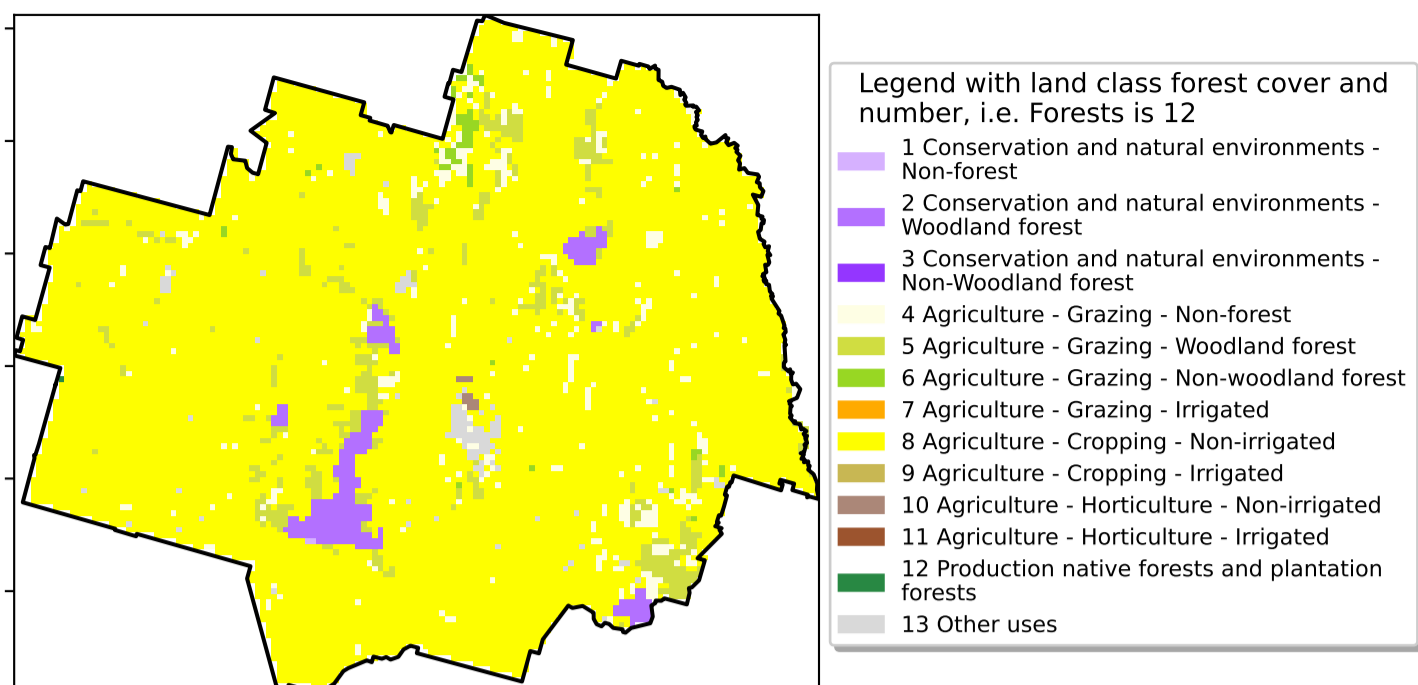 Legend with land class forest cover and
number, i.e. Forests is 12
1 Conservation and natural environments -
Non-forest
2 Conservation and natural environments -
Woodland forest
3 Conservation and natural environments -
Non-Woodland forest
4 Agriculture - Grazing - Non-forest
5 Agriculture - Grazing - Woodland forest
6 Agriculture - Grazing - Non-woodland forest
7 Agriculture - Grazing - Irrigated
8 Agriculture - Cropping - Non-irrigated
9 Agriculture - Cropping - Irrigated
10 Agriculture - Horticulture - Non-irrigated
11 Agriculture - Horticulture - Irrigated
12 Production native forests and plantation
forests
13 Other uses